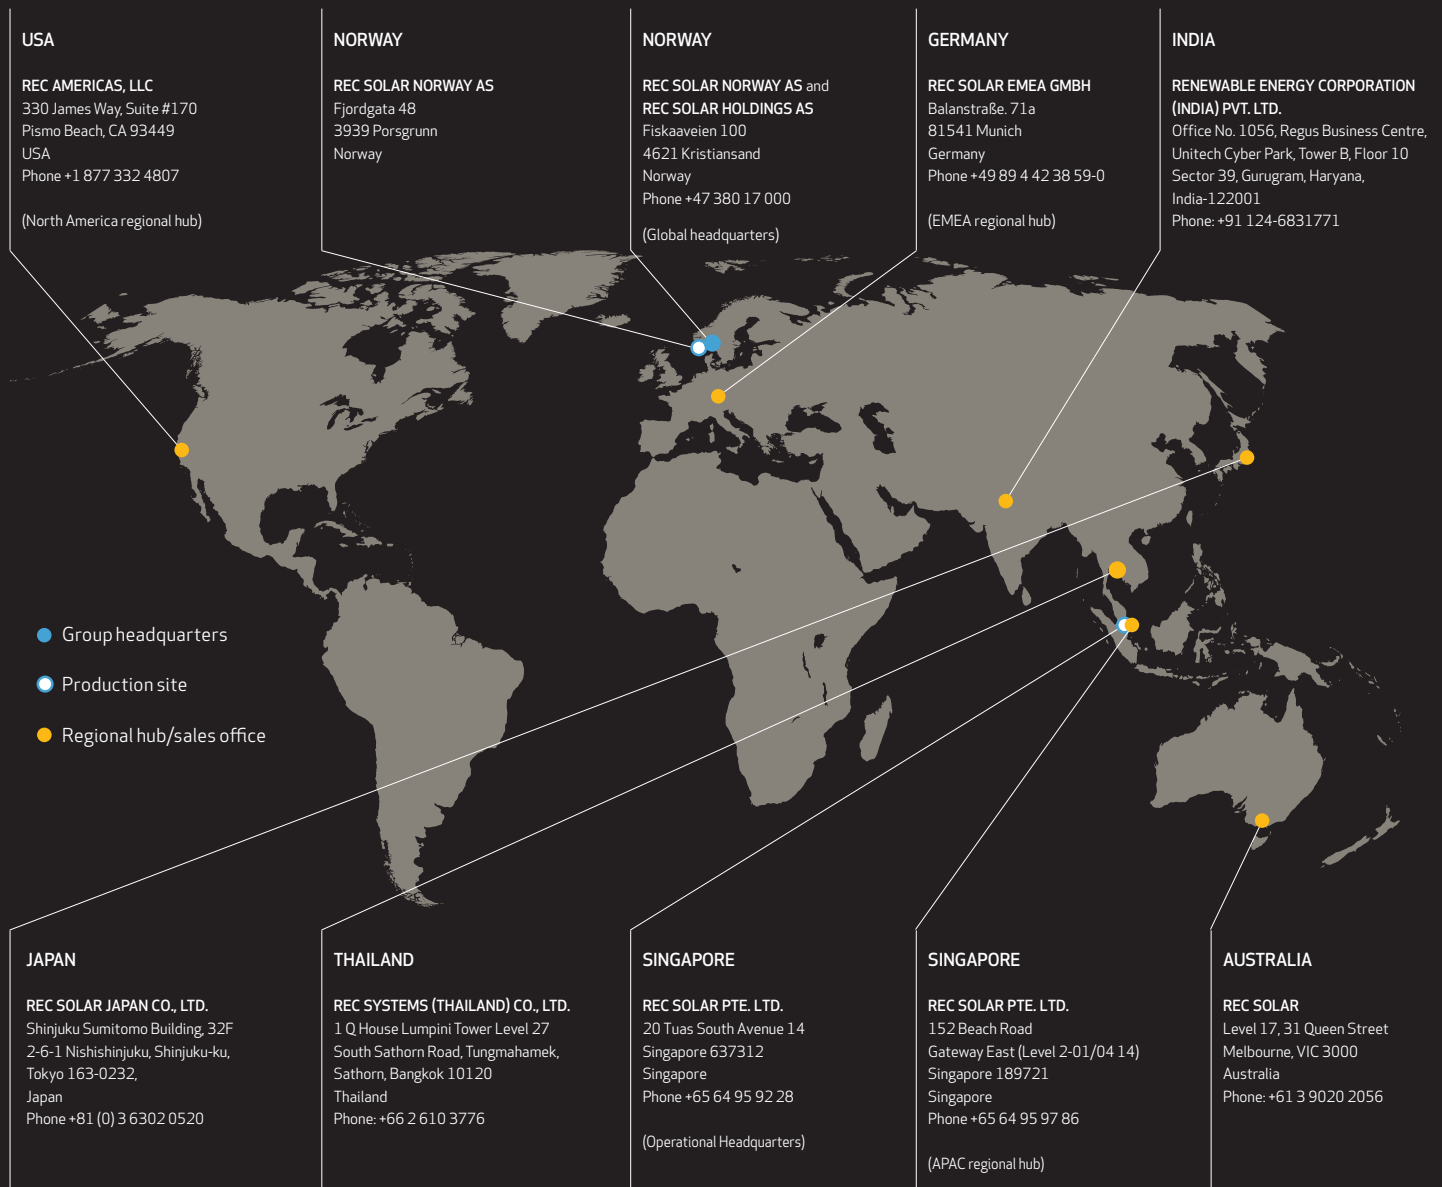 USA
REC AMERICAS, LLC
330 James Way, Suite #170
Pismo Beach, CA 93449
USA
Phone +1 877 332 4807
(North America regional hub)
NORWAY
REC SOLAR NORWAY AS
Fjordgata 48
3939 Porsgrunn
Norway
NORWAY
REC SOLAR NORWAY AS and
REC SOLAR HOLDINGS AS
Fiskaaveien 100
4621 Kristiansand
Norway
Phone +47 380 17 000
(Global headquarters)
GERMANY
REC SOLAR EMEA GMBH
Balanstraße. 71a
81541 Munich
Germany
Phone +49 89 4 42 38 59-0
(EMEA regional hub)
INDIA
RENEWABLE ENERGY CORPORATION
(INDIA) PVT. LTD.
Office No. 1056, Regus Business Centre,
Unitech Cyber Park, Tower B, Floor 10
Sector 39, Gurugram, Haryana,
India-122001
Phone: +91 124-6831771
Group headquarters
Production site
Regional hub/sales office
JAPAN
REC SOLAR JAPAN CO., LTD.
Shinjuku Sumitomo Building, 32F
2-6-1 Nishishinjuku, Shinjuku-ku,
Tokyo 163-0232,
Japan
Phone +81 (0) 3 6302 0520
THAILAND
REC SYSTEMS (THAILAND) CO., LTD.
1 Q House Lumpini Tower Level 27
South Sathorn Road, Tungmahamek,
Sathorn, Bangkok 10120
Thailand
Phone: +66 2 610 3776
SINGAPORE
REC SOLAR PTE. LTD.
20 Tuas South Avenue 14
Singapore 637312
Singapore
Phone +65 64 95 92 28
(Operational Headquarters)
SINGAPORE
REC SOLAR PTE. LTD.
152 Beach Road
Gateway East (Level 2-01/04 14)
Singapore 189721
Singapore
Phone +65 64 95 97 86
(APAC regional hub)
AUSTRALIA
REC SOLAR
Level 17, 31 Queen Street
Melbourne, VIC 3000
Australia
Phone: +61 3 9020 2056